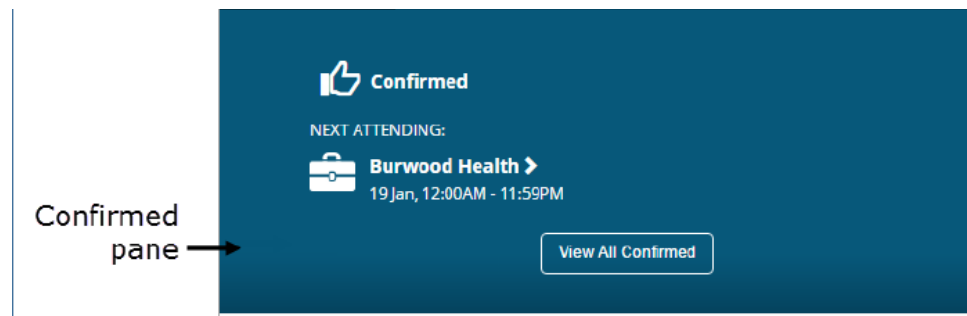 Confirmed
NEXT ATTENDING:
Burwood Health
19 Jan, 12:00AM - 11:59PM
Confirmed
pane
View All Confirmed